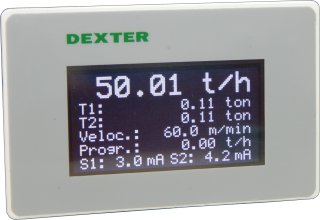 DEXTER
50.01 t/h
T1: 0.11 ton
T2: 0.11 ton
Veloc.: 60.0 m/min
Progr.: 0.00 t/h
S1: 3.0 mA S2: 4.2 mA